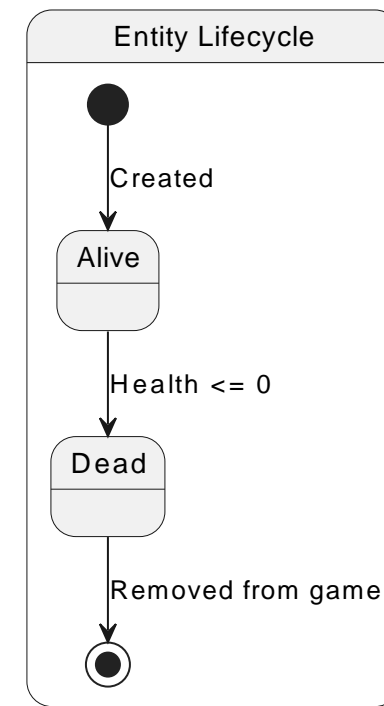 Entity Lifecycle
Created
Alive
Health <= 0
Dead
Removed from game